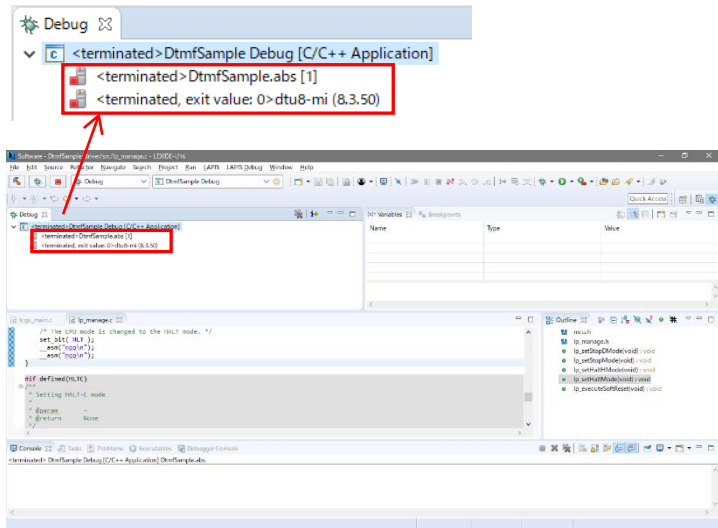 Debug
<terminated>DtmfSample Debug [C/C++ Application]
<terminated>DtmfSample.abs [1]
<terminated, exit value: 0>dtu8-mi (8.3.50)
Software - DtmfSample/driver/src/lp_manage.c - LEXIDE-U16
File Edit Source Refactor Navigate Search Project Run LAPIS LAPIS Debug Window Help
Debug DtmfSample Debug
Quick Access
Debug Variables Breakpoints
<terminated>DtmfSample Debug [C/C++ Application]
<terminated>DtmfSample.abs [1]
<terminated, exit value: 0>dtu8-mi (8.3.50)
Name Type Value
lp_manage.c Outline
/* The CPU mode is changed to the HALT mode. */
set_bit( HLT );
__asm("nop\n");
__asm("nop\n");
}
#if defined(HLTC)
/**
* Setting HALT-C mode
*
* @param -
* @return None
*/
mcu.h
lp_manage.h
lp_setStopDMode(void) : void
lp_setStopMode(void) : void
lp_setHaltHMode(void) : void
lp_setHaltMode(void) : void
lp_executeSoftReset(void) : void
Console Tasks Problems Executables Debugger Console
<terminated> DtmfSample Debug [C/C++ Application] DtmfSample.abs